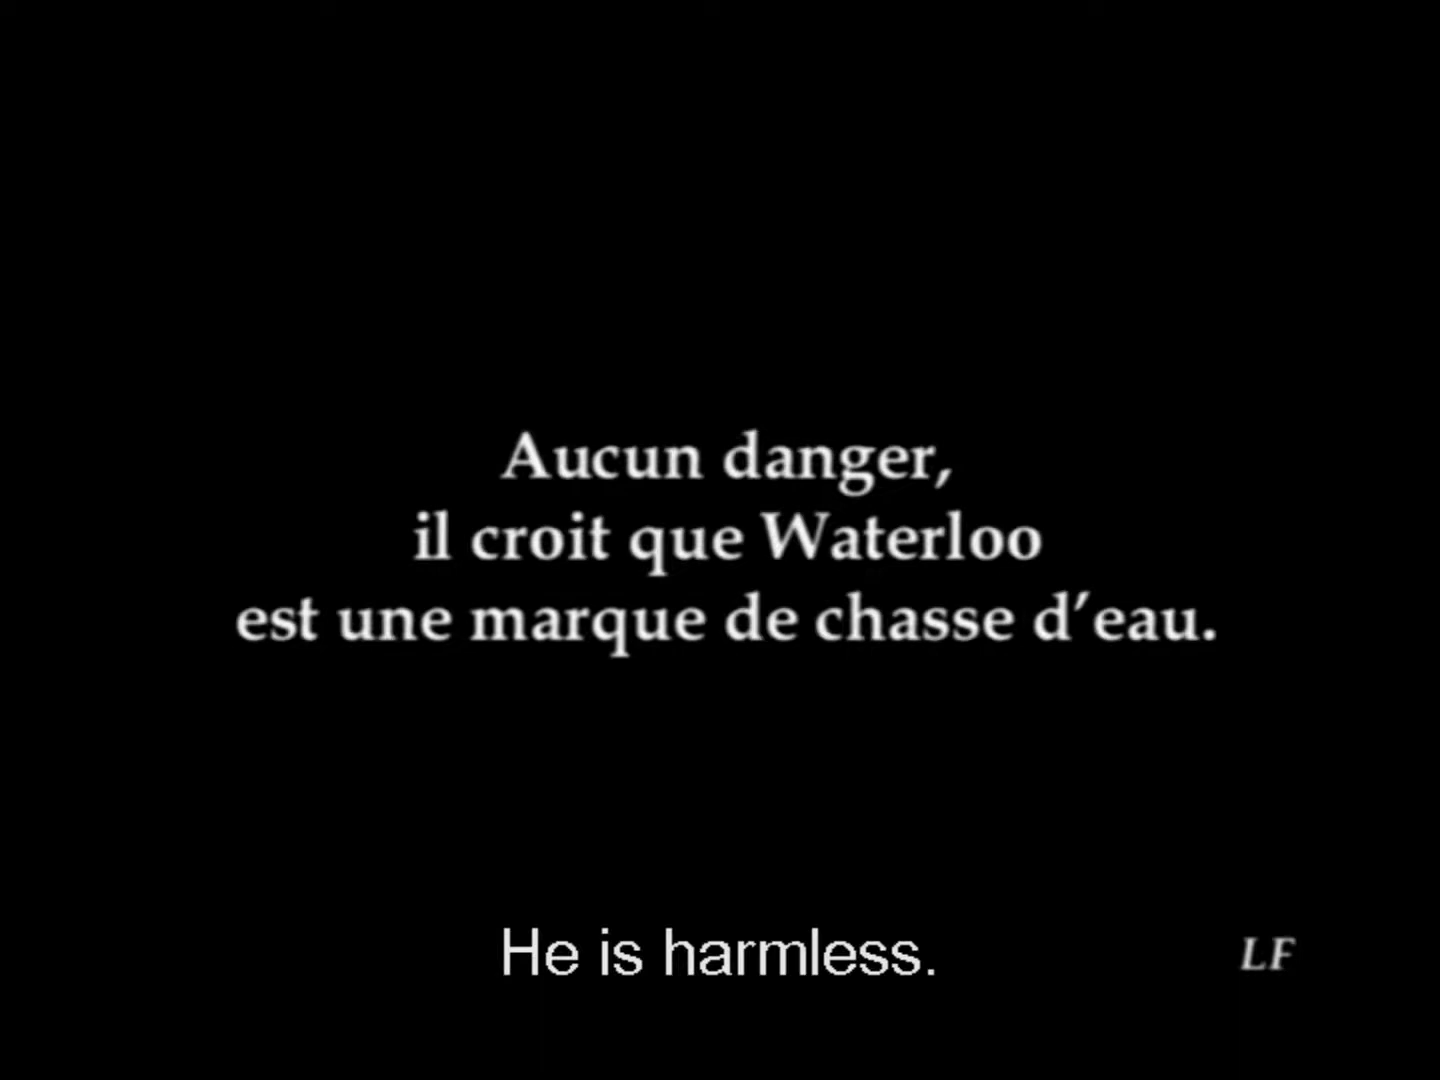 Aucun danger,
il croit que Waterloo
est une marque de chasse d’eau.
He is harmless.
LF